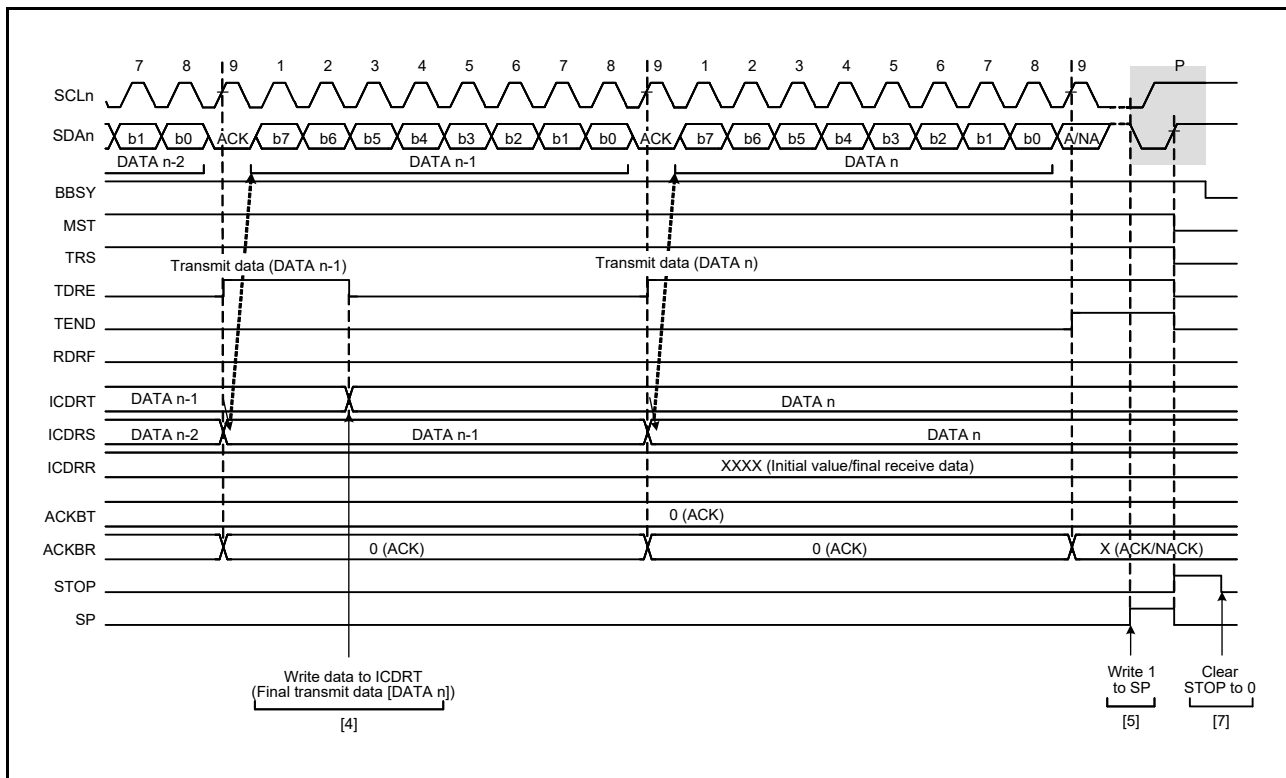 7 8 9 1 2 3 4 5 6 7 8 9 1 2 3 4 5 6 7 8 9 P
SCLn
SDAn b1 b0 ACK b7 b6 b5 b4 b3 b2 b1 b0 ACK b7 b6 b5 b4 b3 b2 b1 b0 A/NA
DATA n-2 DATA n-1 DATA n
BBSY
MST
TRS
Transmit data (DATA n-1) Transmit data (DATA n)
TDRE
TEND
RDRF
ICDRT DATA n-1 DATA n
ICDRS DATA n-2 DATA n-1 DATA n
ICDRR XXXX (Initial value/final receive data)
ACKBT 0 (ACK)
ACKBR 0 (ACK) 0 (ACK) X (ACK/NACK)
STOP
SP
Write data to ICDRT
(Final transmit data [DATA n])
[4]
Write 1
to SP
[5]
Clear
STOP to 0
[7]